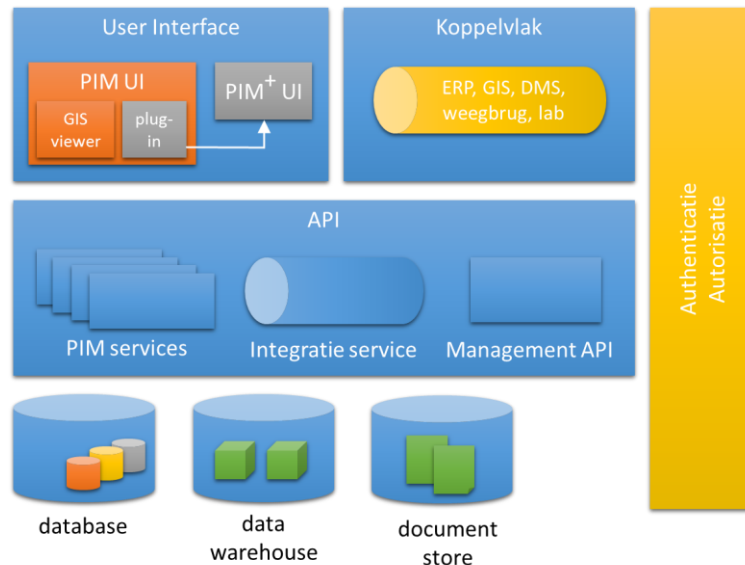 User Interface
PIM UI
GIS
viewer
plug-
in
PIM+ UI
Koppelvlak
ERP, GIS, DMS,
weegbrug, lab
API
PIM services
Integratie service
Management API
database
data
warehouse
document
store
Authenticatie
Autorisatie